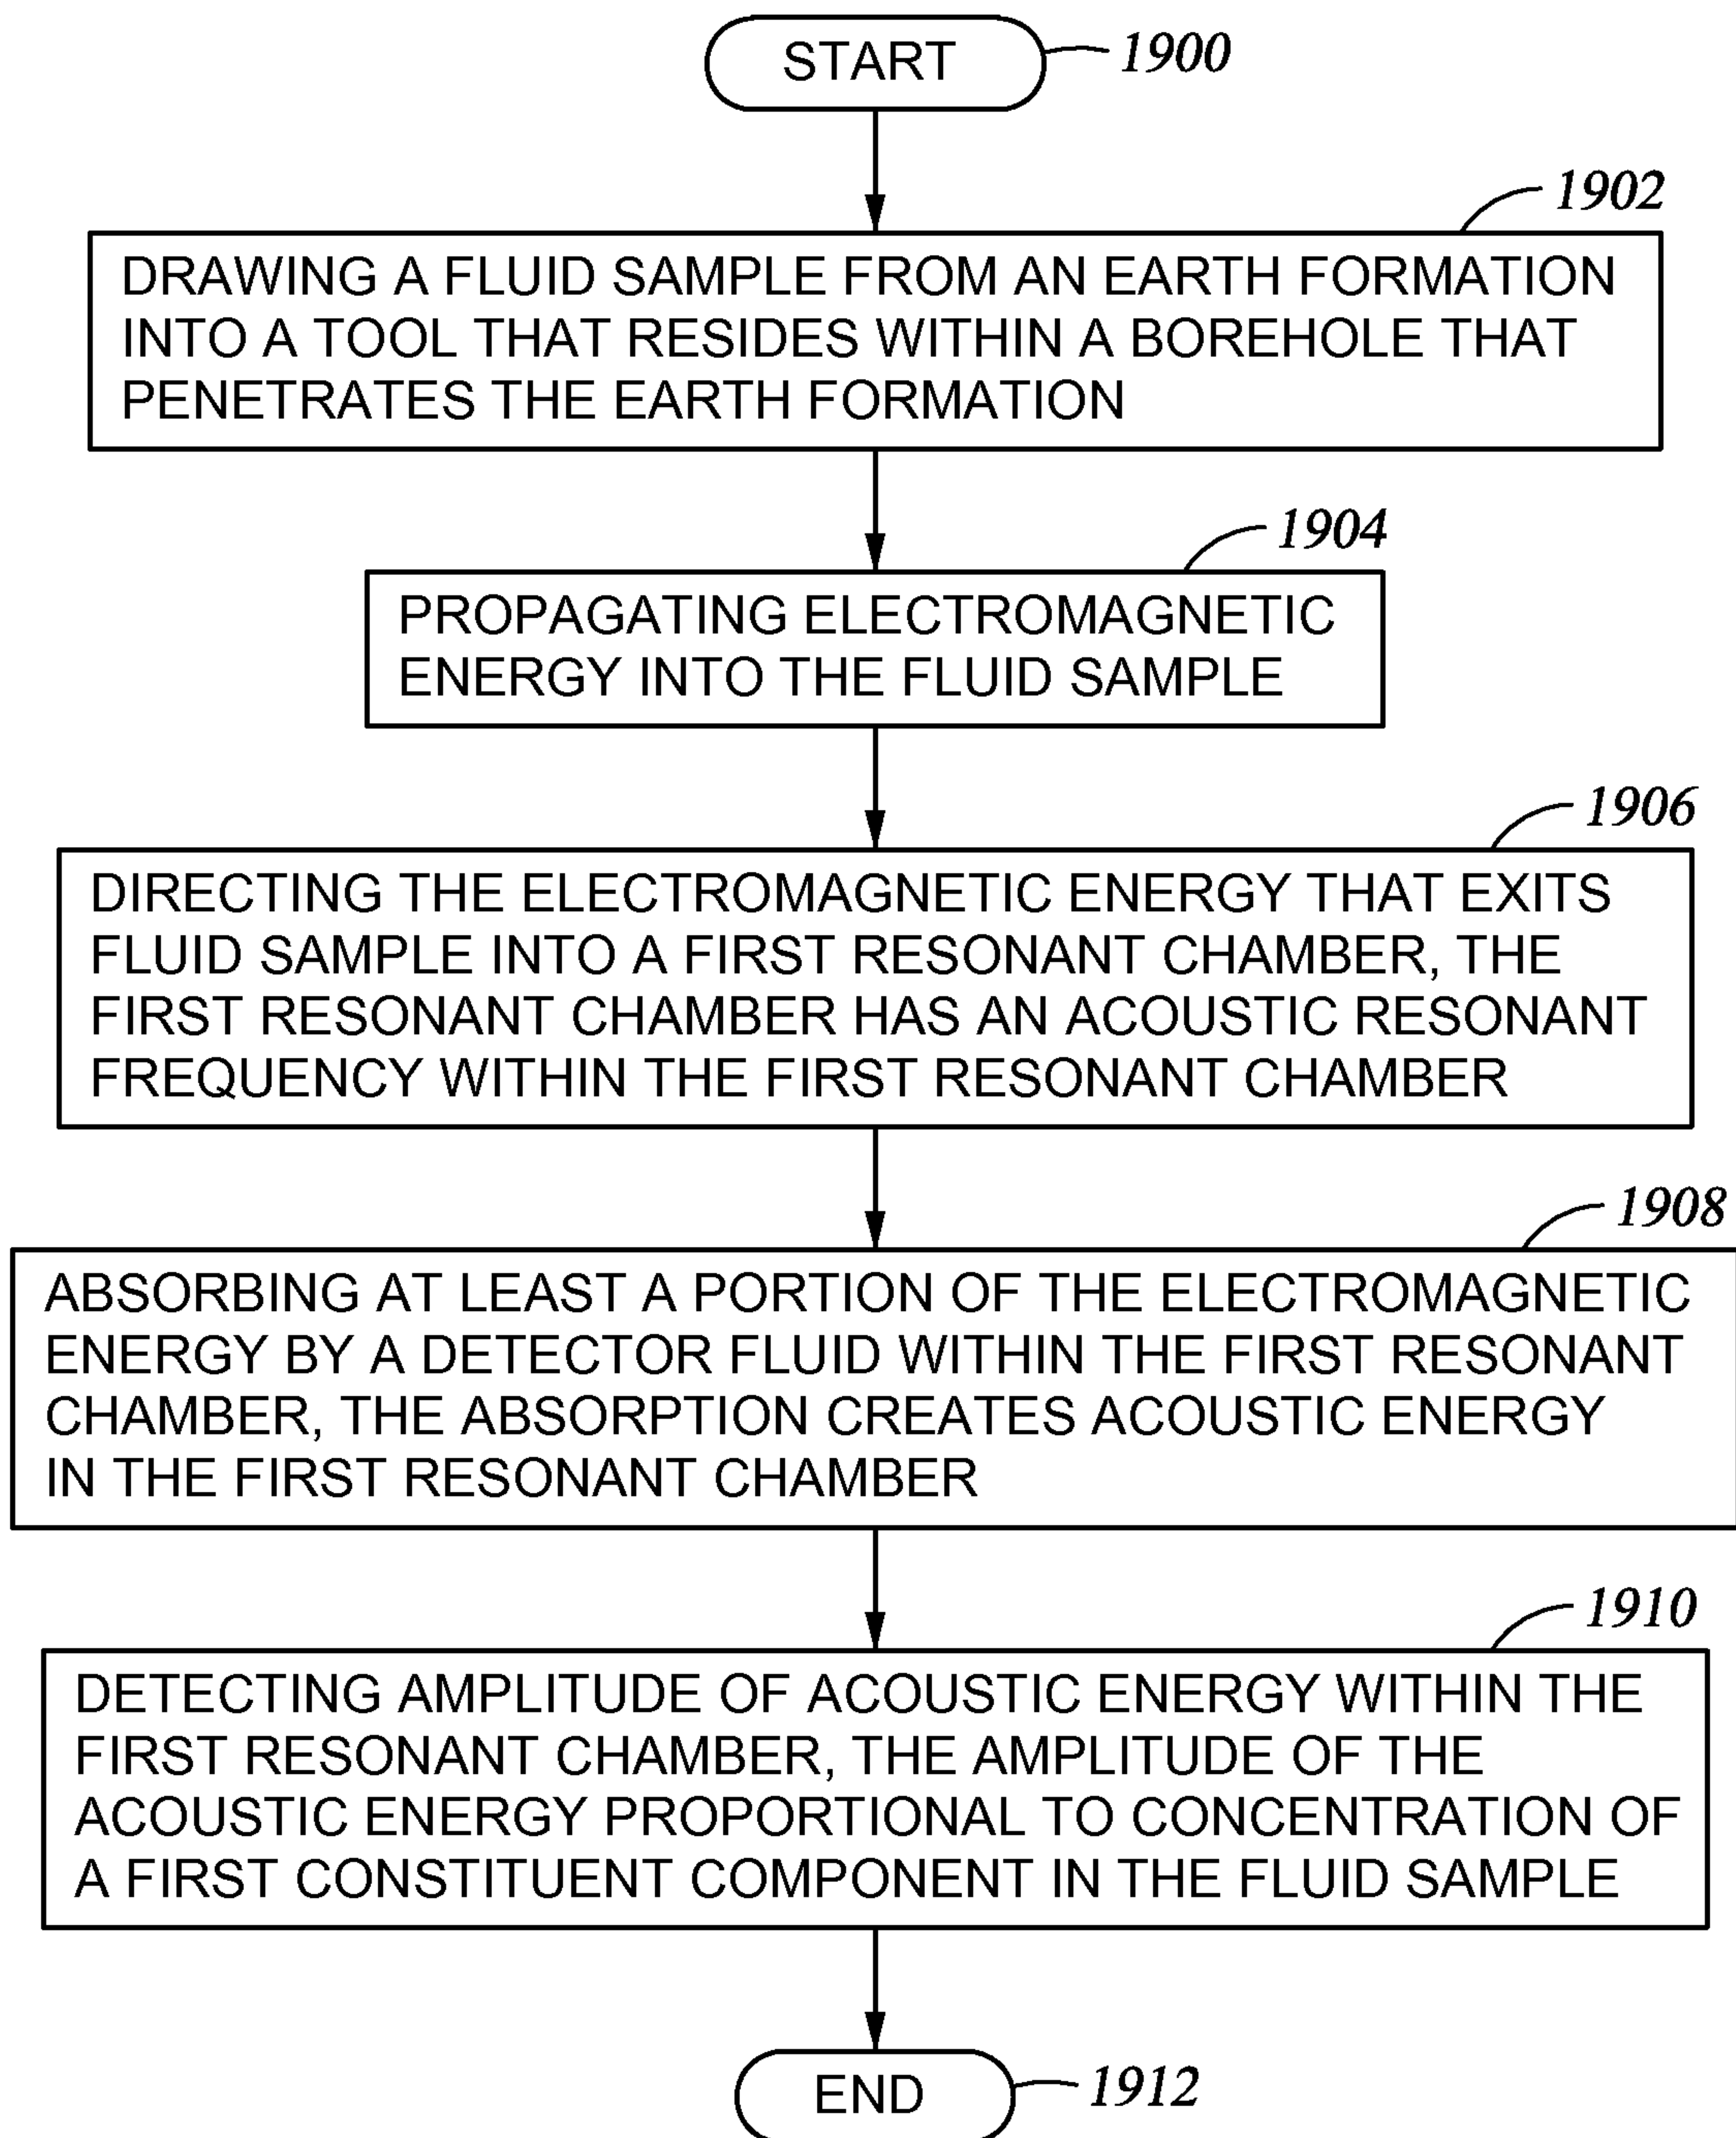 START
1900
1902
DRAWING A FLUID SAMPLE FROM AN EARTH FORMATION
INTO A TOOL THAT RESIDES WITHIN A BOREHOLE THAT
PENETRATES THE EARTH FORMATION
1904
PROPAGATING ELECTROMAGNETIC
ENERGY INTO THE FLUID SAMPLE
1906
DIRECTING THE ELECTROMAGNETIC ENERGY THAT EXITS
FLUID SAMPLE INTO A FIRST RESONANT CHAMBER, THE
FIRST RESONANT CHAMBER HAS AN ACOUSTIC RESONANT
FREQUENCY WITHIN THE FIRST RESONANT CHAMBER
1908
ABSORBING AT LEAST A PORTION OF THE ELECTROMAGNETIC
ENERGY BY A DETECTOR FLUID WITHIN THE FIRST RESONANT
CHAMBER, THE ABSORPTION CREATES ACOUSTIC ENERGY
IN THE FIRST RESONANT CHAMBER
1910
DETECTING AMPLITUDE OF ACOUSTIC ENERGY WITHIN THE
FIRST RESONANT CHAMBER, THE AMPLITUDE OF THE
ACOUSTIC ENERGY PROPORTIONAL TO CONCENTRATION OF
A FIRST CONSTITUENT COMPONENT IN THE FLUID SAMPLE
END
1912